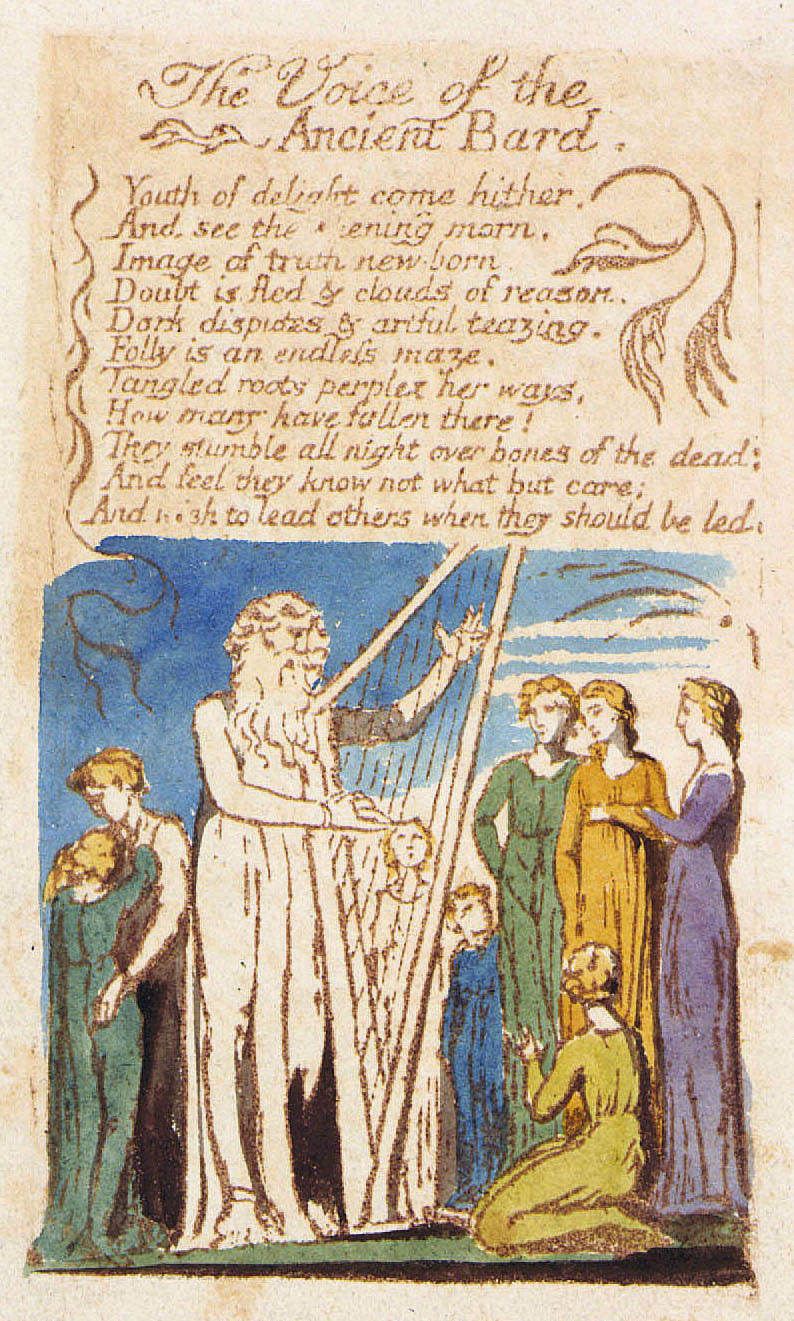 The Voice of the
Ancient Bard.
Youth of delight come hither.
And see the ening morn.
Image of truth new-born.
Doubt is fled & clouds of reason.
Dark disputes & artful teazing.
Folly is an endleſs maze.
Tangled roots perplex her ways,
How many have fallen there!
They stumble all night over bones of the dead;
And feel they know not what but care;
And wish to lead others when they should be led.